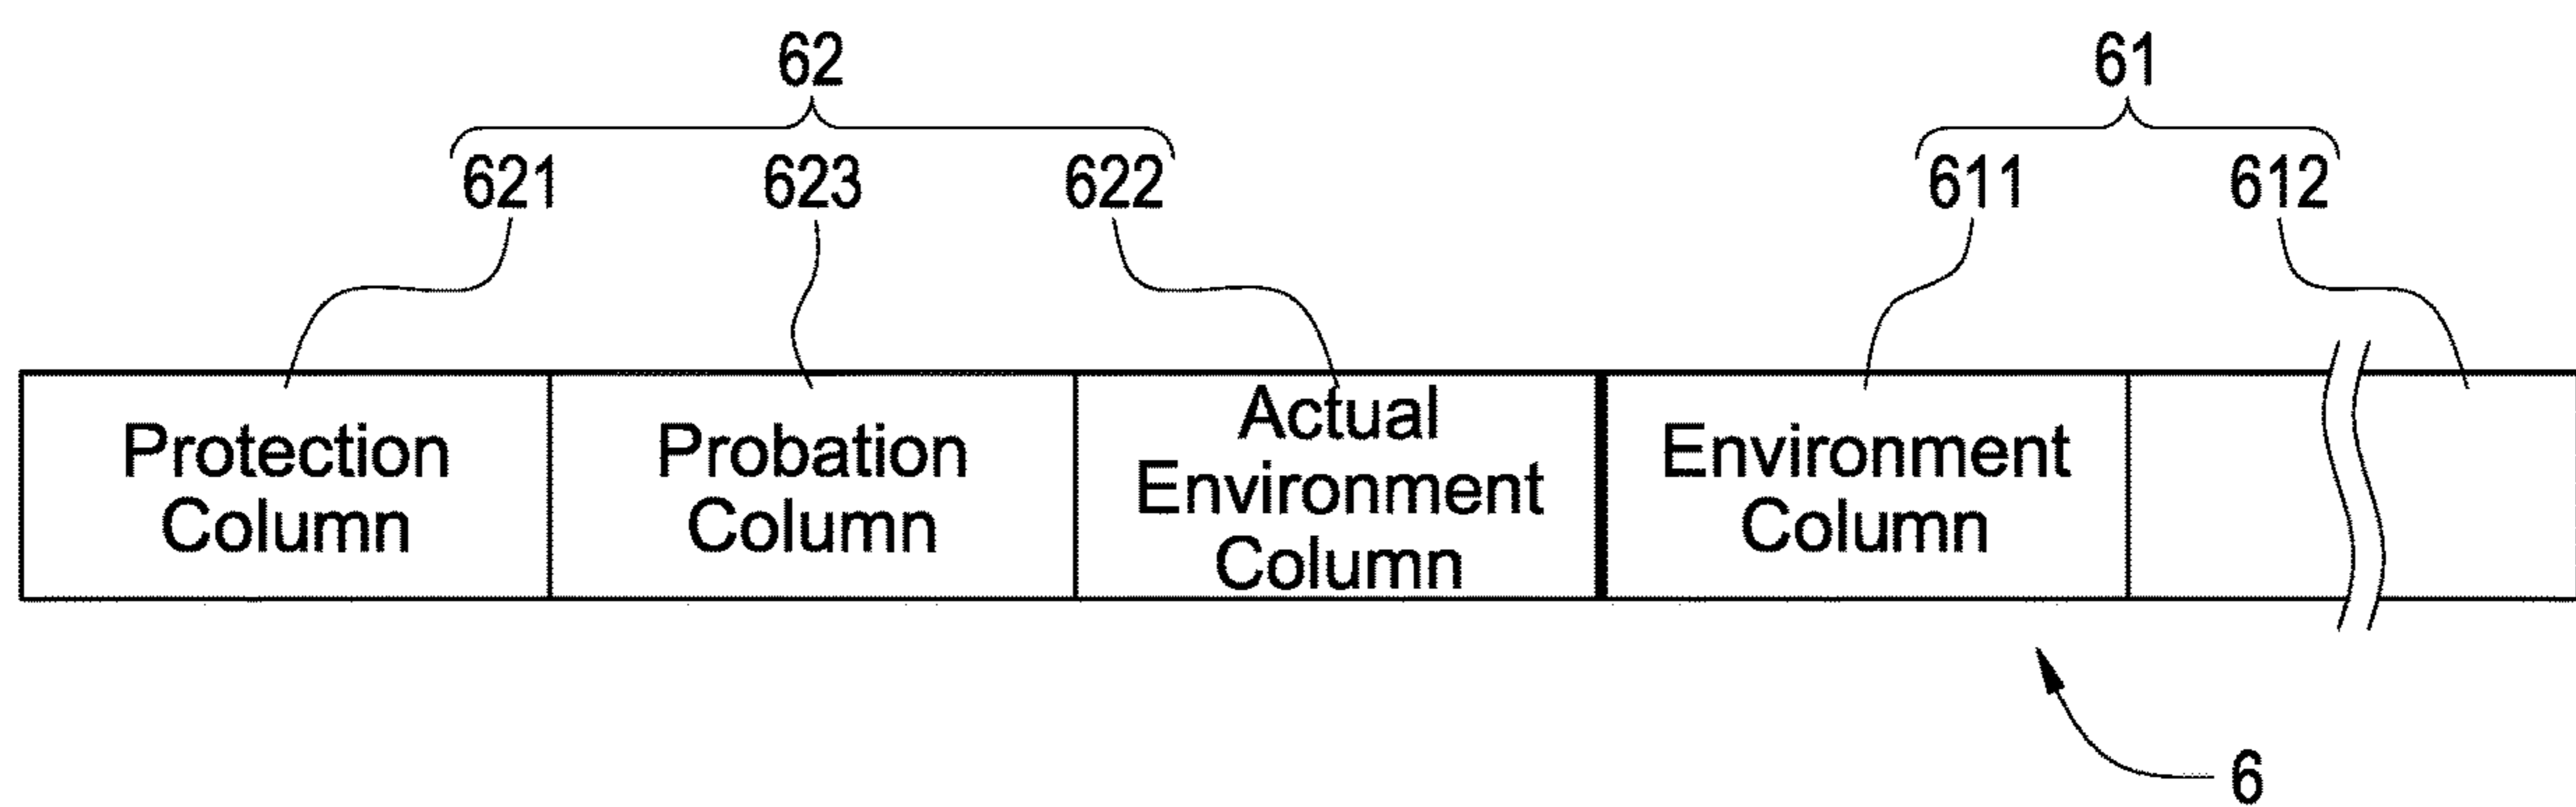 62
61
621
623
622
611
612
Protection
Column
Probation
Column
Actual
Environment
Column
Environment
Column
6